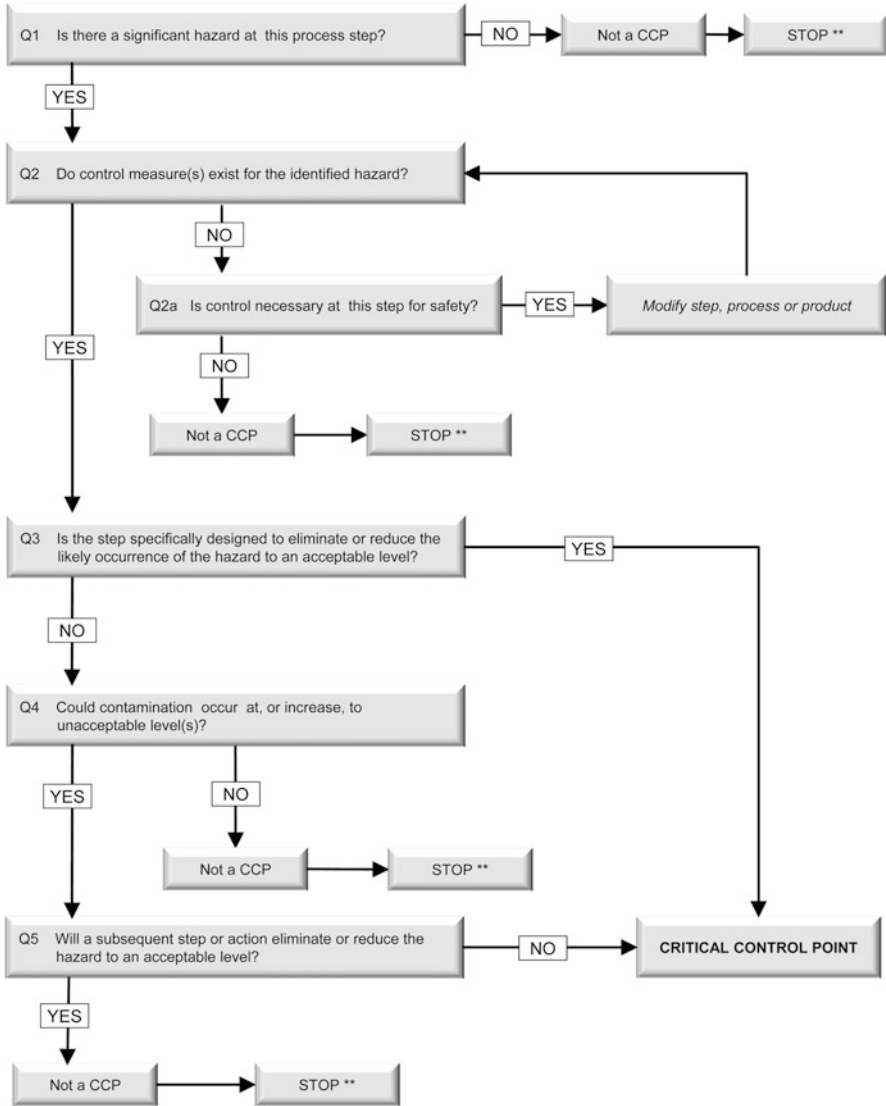 Q1 Is there a significant hazard at this process step?
NO
Not a CCP
STOP **
YES
Q2 Do control measure(s) exist for the identified hazard?
NO
Q2a Is control necessary at this step for safety?
YES
Modify step, process or product
YES
NO
Not a CCP
STOP **
Q3 Is the step specifically designed to eliminate or reduce the
likely occurrence of the hazard to an acceptable level?
YES
NO
Q4 Could contamination occur at, or increase, to
unacceptable level(s)?
YES
NO
Not a CCP
STOP **
Q5 Will a subsequent step or action eliminate or reduce the
hazard to an acceptable level?
NO
CRITICAL CONTROL POINT
YES
Not a CCP
STOP **